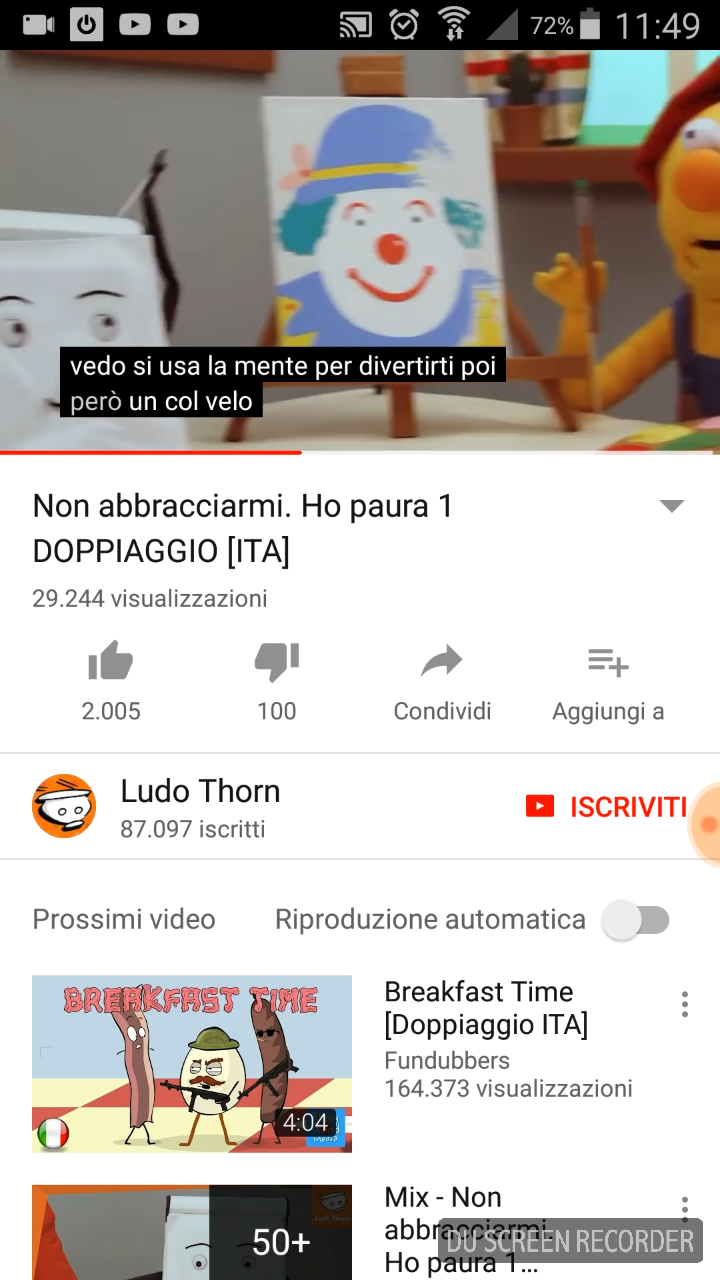 72% 11:49
vedo si usa la mente per divertirti poi
però un col velo
Non abbracciarmi. Ho paura 1
DOPPIAGGIO [ITA]
29.244 visualizzazioni
2.005 100 Condividi Aggiungi a
Ludo Thorn
87.097 iscritti
ISCRIVITI
Prossimi video Riproduzione automatica
BREAKFAST TIME
4:04
Breakfast Time
[Doppiaggio ITA]
Fundubbers
164.373 visualizzazioni
50+
Mix - Non
abbracciarmi.
Ho paura 1...
DU SCREEN RECORDER